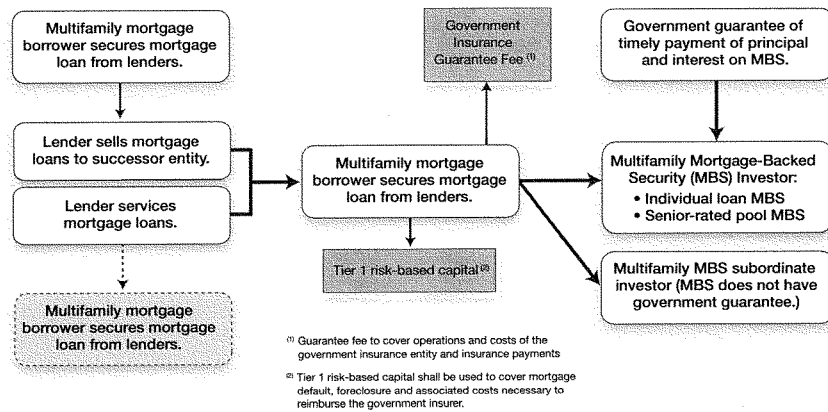 Multifamily mortgage
borrower secures mortgage
loan from lenders.
Lender sells mortgage
loans to successor entity.
Lender services
mortgage loans.
Multifamily mortgage
borrower secures mortgage
loan from lenders.
Multifamily mortgage
borrower secures mortgage
loan from lenders.
Government
Insurance
Guarantee Fee (1)
Tier 1 risk-based capital (2)
Government guarantee of
timely payment of principal
and interest on MBS.
Multifamily Mortgage-Backed
Security (MBS) Investor:
• Individual loan MBS
• Senior-rated pool MBS
Multifamily MBS subordinate
investor (MBS does not have
government guarantee.)
(1) Guarantee fee to cover operations and costs of the
government insurance entity and insurance payments
(2) Tier 1 risk-based capital shall be used to cover mortgage
default, foreclosure and associated costs necessary to
reimburse the government insurer.